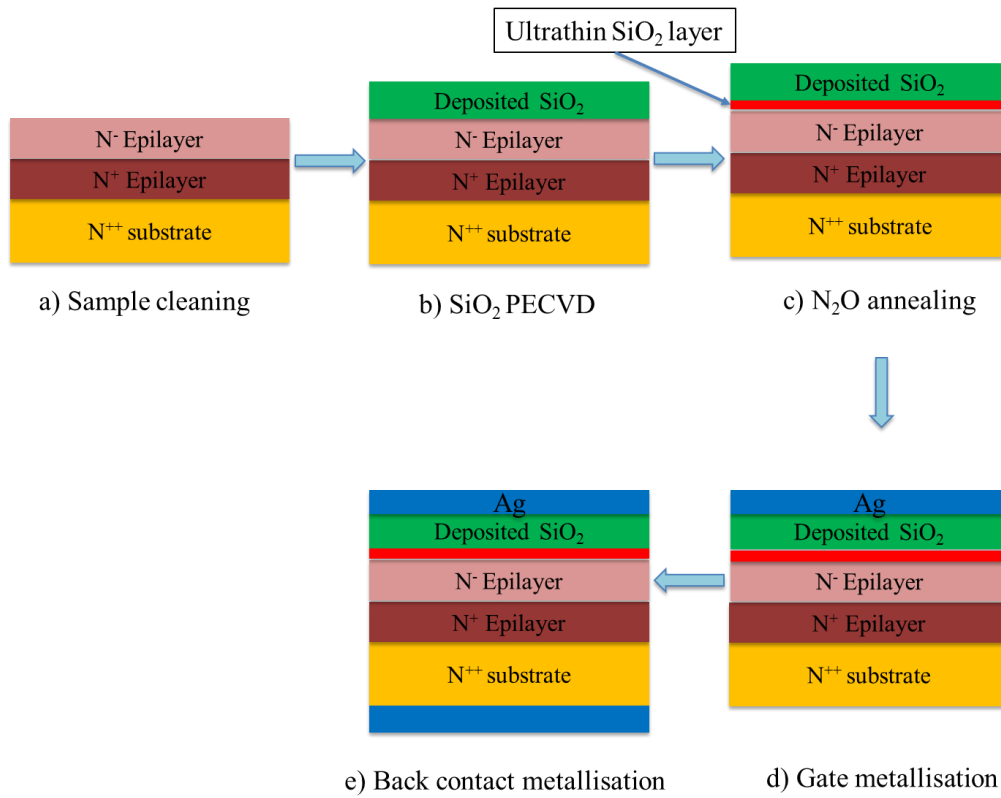 Ultrathin SiO₂ layer
N⁻ Epilayer
N⁺ Epilayer
N⁺⁺ substrate
a) Sample cleaning
Deposited SiO₂
N⁻ Epilayer
N⁺ Epilayer
N⁺⁺ substrate
b) SiO₂ PECVD
Deposited SiO₂
N⁻ Epilayer
N⁺ Epilayer
N⁺⁺ substrate
c) N₂O annealing
Ag
Deposited SiO₂
N⁻ Epilayer
N⁺ Epilayer
N⁺⁺ substrate
d) Gate metallisation
Ag
Deposited SiO₂
N⁻ Epilayer
N⁺ Epilayer
N⁺⁺ substrate
e) Back contact metallisation